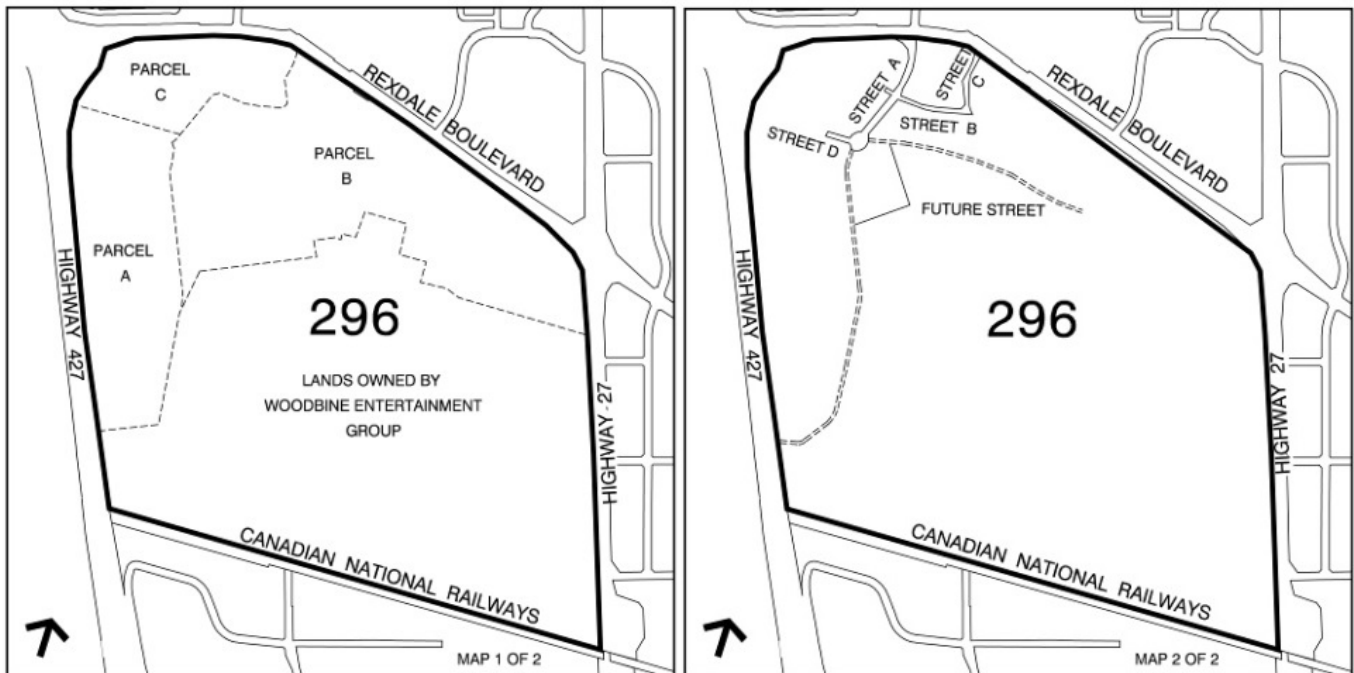 PARCEL
C
REXDALE BOULEVARD
PARCEL
B
PARCEL
A
HIGHWAY 427
296
LANDS OWNED BY
WOODBINE ENTERTAINMENT
GROUP
HIGHWAY 27
CANADIAN NATIONAL RAILWAYS
MAP 1 OF 2
STREET A
STREET C
REXDALE BOULEVARD
STREET B
STREET D
FUTURE STREET
HIGHWAY 427
296
HIGHWAY 27
CANADIAN NATIONAL RAILWAYS
MAP 2 OF 2